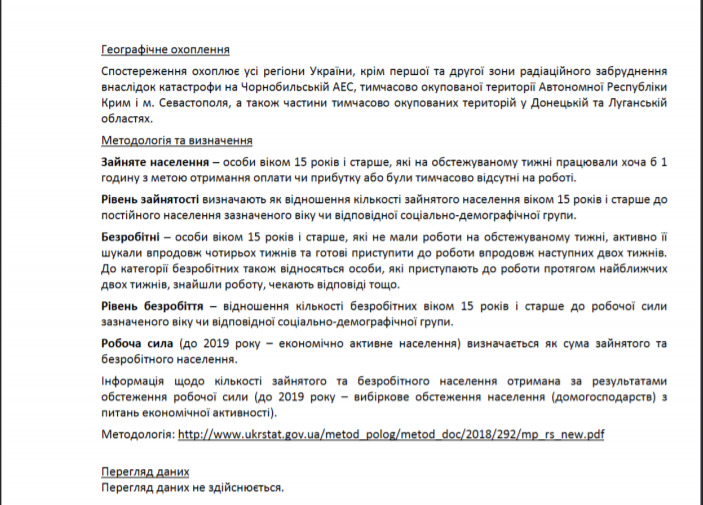 Географічне охоплення
Спостереження охоплює усі регіони України, крім першої та другої зони радіаційного забруднення
внаслідок катастрофи на Чорнобильській АЕС, тимчасово окупованої території Автономної Республіки
Крим і м. Севастополя, а також частини тимчасово окупованих територій у Донецькій та Луганській
областях.
Методологія та визначення
Зайняте населення – особи віком 15 років і старше, які на обстежуваному тижні працювали хоча б 1
годину з метою отримання оплати чи прибутку або були тимчасово відсутні на роботі.
Рівень зайнятості визначають як відношення кількості зайнятого населення віком 15 років і старше до
постійного населення зазначеного віку чи відповідної соціально-демографічної групи.
Безробітні – особи віком 15 років і старше, які не мали роботи на обстежуваному тижні, активно її
шукали впродовж чотирьох тижнів та готові приступити до роботи впродовж наступних двох тижнів.
До категорії безробітних також відносяться особи, які приступають до роботи протягом найближчих
двох тижнів, знайшли роботу, чекають відповіді тощо.
Рівень безробіття – відношення кількості безробітних віком 15 років і старше до робочої сили
зазначеного віку чи відповідної соціально-демографічної групи.
Робоча сила (до 2019 року – економічно активне населення) визначається як сума зайнятого та
безробітного населення.
Інформація щодо кількості зайнятого та безробітного населення отримана за результатами
обстеження робочої сили (до 2019 року – вибіркове обстеження населення (домогосподарств) з
питань економічної активності).
Методологія: http://www.ukrstat.gov.ua/metod_polog/metod_doc/2018/292/mp_rs_new.pdf
Перегляд даних
Перегляд даних не здійснюється.